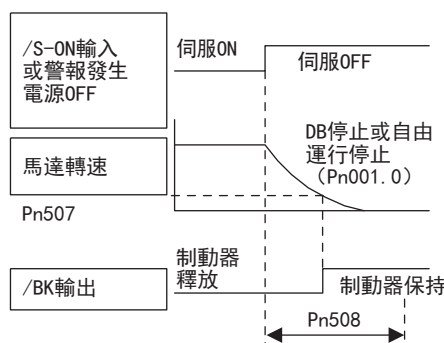 /S-ON輸入
或警報發生
電源OFF
伺服ON
伺服OFF
馬達轉速
DB停止或自由
運行停止
（Pn001.0）
Pn507
/BK輸出
制動器
釋放
制動器保持
Pn508